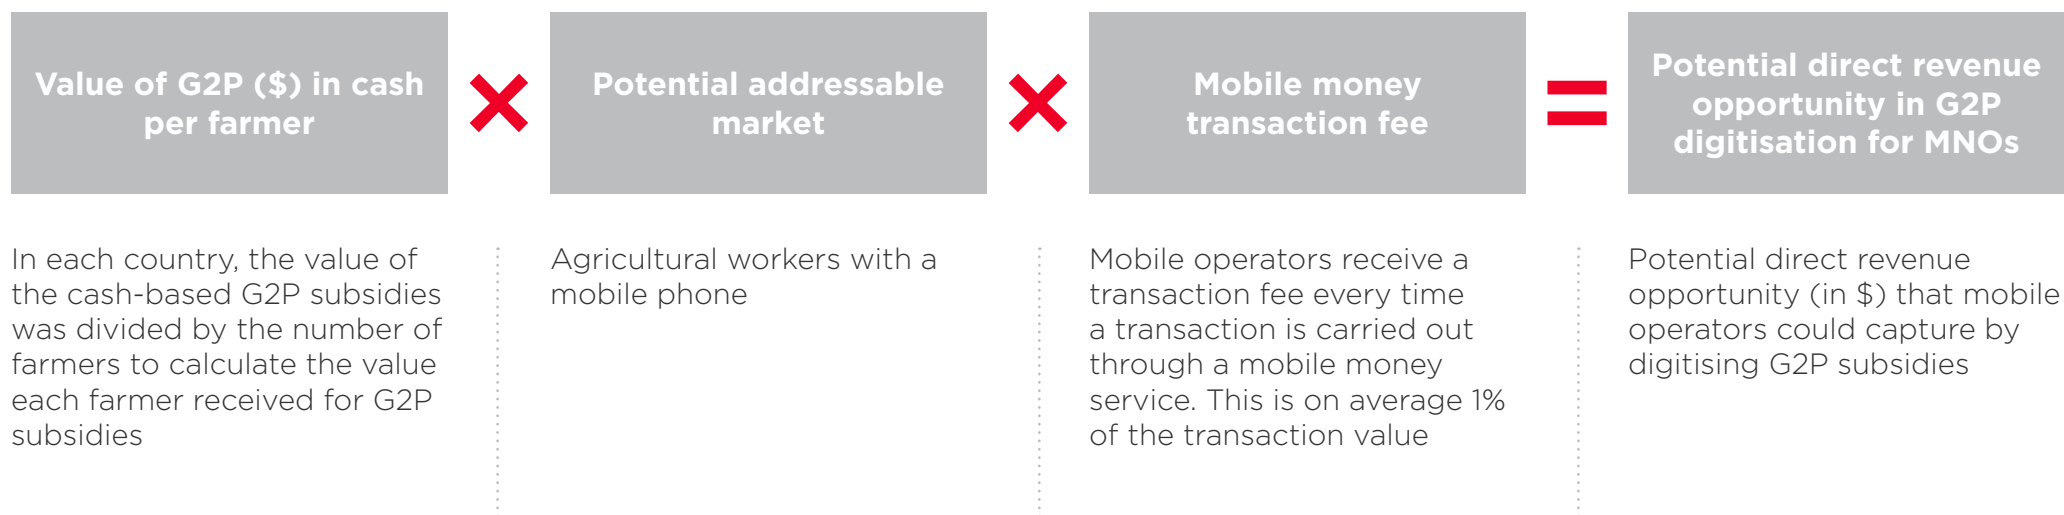 Value of G2P ($) in cash
per farmer
×
Potential addressable
market
×
Mobile money
transaction fee
=
Potential direct revenue
opportunity in G2P
digitisation for MNOs
In each country, the value of
the cash-based G2P subsidies
was divided by the number of
farmers to calculate the value
each farmer received for G2P
subsidies
Agricultural workers with a
mobile phone
Mobile operators receive a
transaction fee every time
a transaction is carried out
through a mobile money
service. This is on average 1%
of the transaction value
Potential direct revenue
opportunity (in $) that mobile
operators could capture by
digitising G2P subsidies